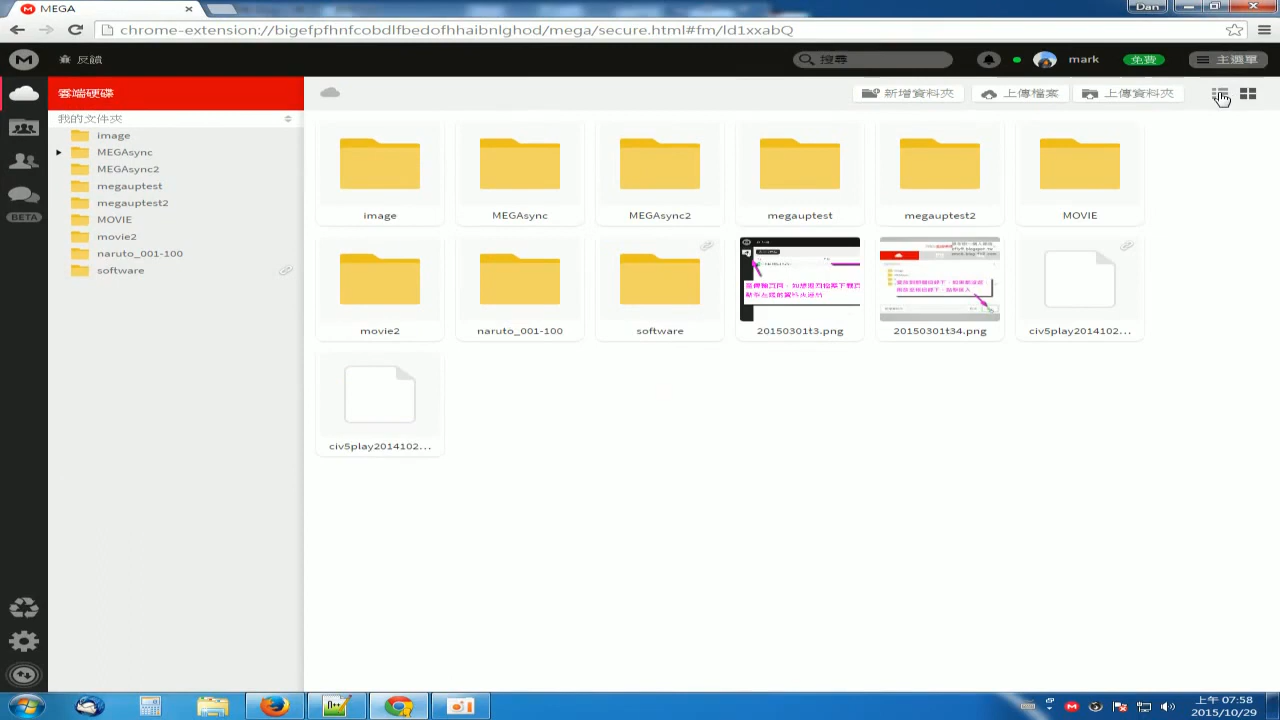 MEGA
Dan
chrome-extension://bigefpfhnfcobdlfbedofhhaibnlghod/mega/secure.html#fm/ld1xxabQ
反饋
搜尋
mark
免費
主選單
雲端硬碟
新增資料夾
上傳檔案
上傳資料夾
我的文件夾
image
MEGAsync
MEGAsync2
megauptest
megauptest2
MOVIE
movie2
naruto_001-100
software
BETA
image
MEGAsync
MEGAsync2
megauptest
megauptest2
MOVIE
movie2
naruto_001-100
software
20150301t3.png
20150301t34.png
civ5play2014102...
civ5play2014102...
上午 07:58
2015/10/29